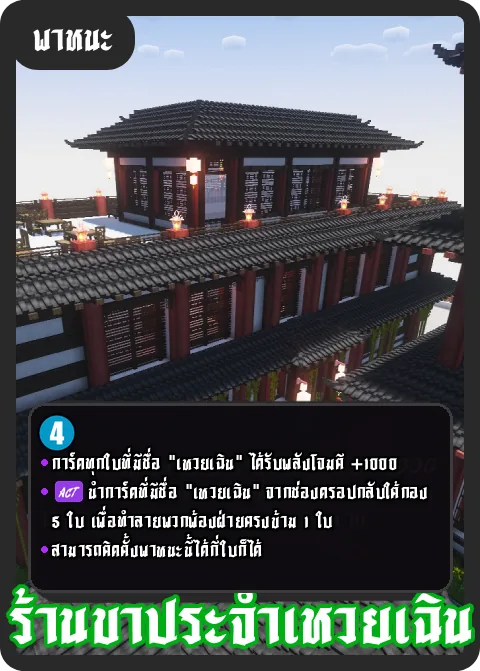 พาหนะ
4
•การ์ดทุกใบที่มีชื่อ "เหวยเฉิน" ได้รับพลังโจมตี +1000
• ACT นำการ์ดที่มีชื่อ "เหวยเฉิน" จากช่องดรอปกลับใต้กอง
5 ใบ เพื่อทำลายพวกพ้องฝ่ายตรงข้าม 1 ใบ
•สามารถติดตั้งพาหนะนี้ได้กี่ใบก็ได้
ร้านขาประจำเหวยเฉิน